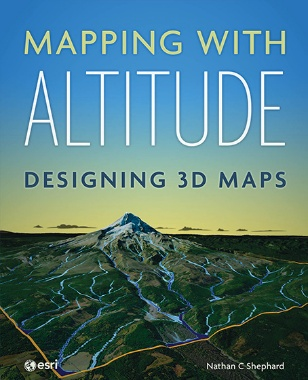 MAPPING WITH
ALTITUDE
DESIGNING 3D MAPS
esri
Nathan C Shephard